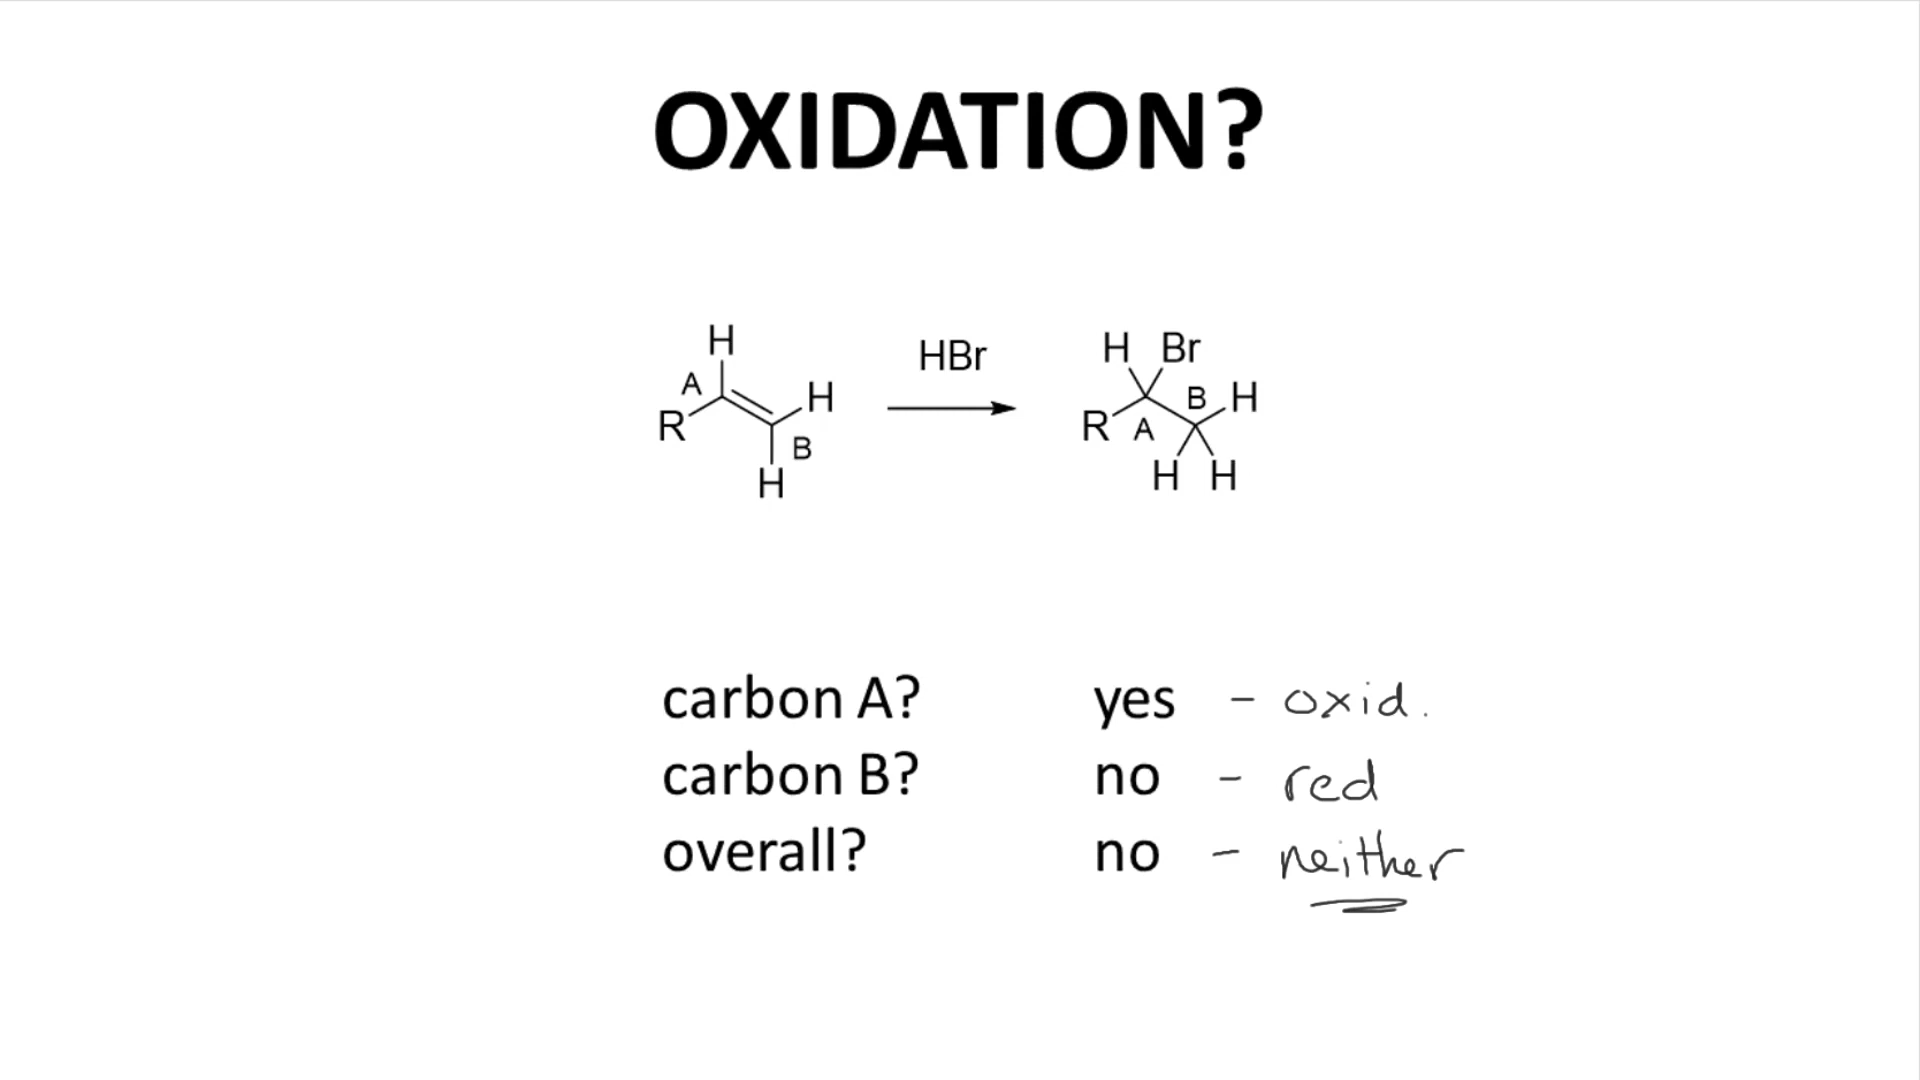 OXIDATION?
H
A
H
R
B
H
HBr
H Br
B H
R A
H H
carbon A? yes - oxid.
carbon B? no - red
overall? no - neither